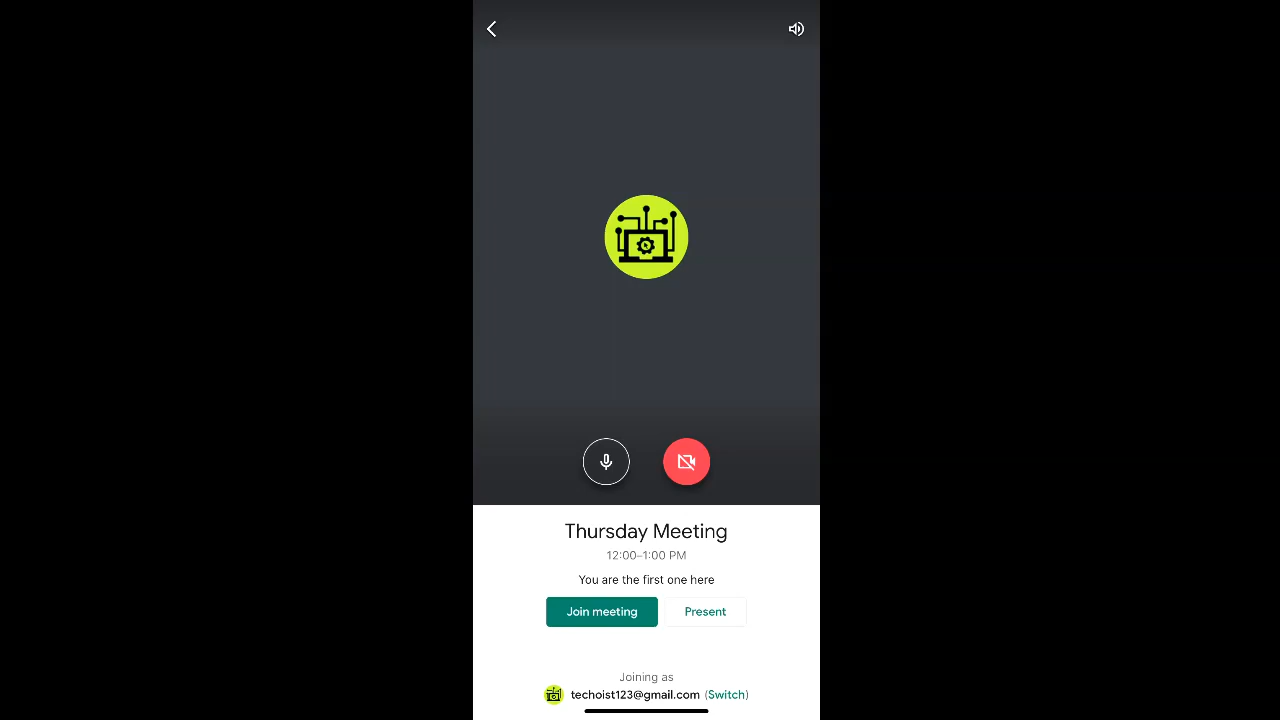 Thursday Meeting
12:00–1:00 PM
You are the first one here
Join meeting
Present
Joining as
techoist123@gmail.com (Switch)